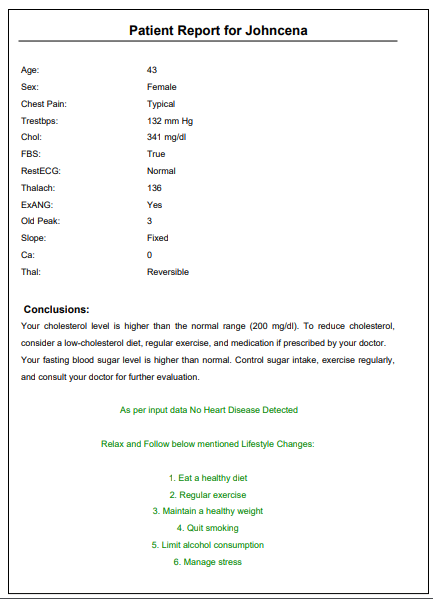 Patient Report for Johncena
Age: 43
Sex: Female
Chest Pain: Typical
Trestbps: 132 mm Hg
Chol: 341 mg/dl
FBS: True
RestECG: Normal
Thalach: 136
ExANG: Yes
Old Peak: 3
Slope: Fixed
Ca: 0
Thal: Reversible
Conclusions:
Your cholesterol level is higher than the normal range (200 mg/dl). To reduce cholesterol,
consider a low-cholesterol diet, regular exercise, and medication if prescribed by your doctor.
Your fasting blood sugar level is higher than normal. Control sugar intake, exercise regularly,
and consult your doctor for further evaluation.
As per input data No Heart Disease Detected
Relax and Follow below mentioned Lifestyle Changes:
1. Eat a healthy diet
2. Regular exercise
3. Maintain a healthy weight
4. Quit smoking
5. Limit alcohol consumption
6. Manage stress